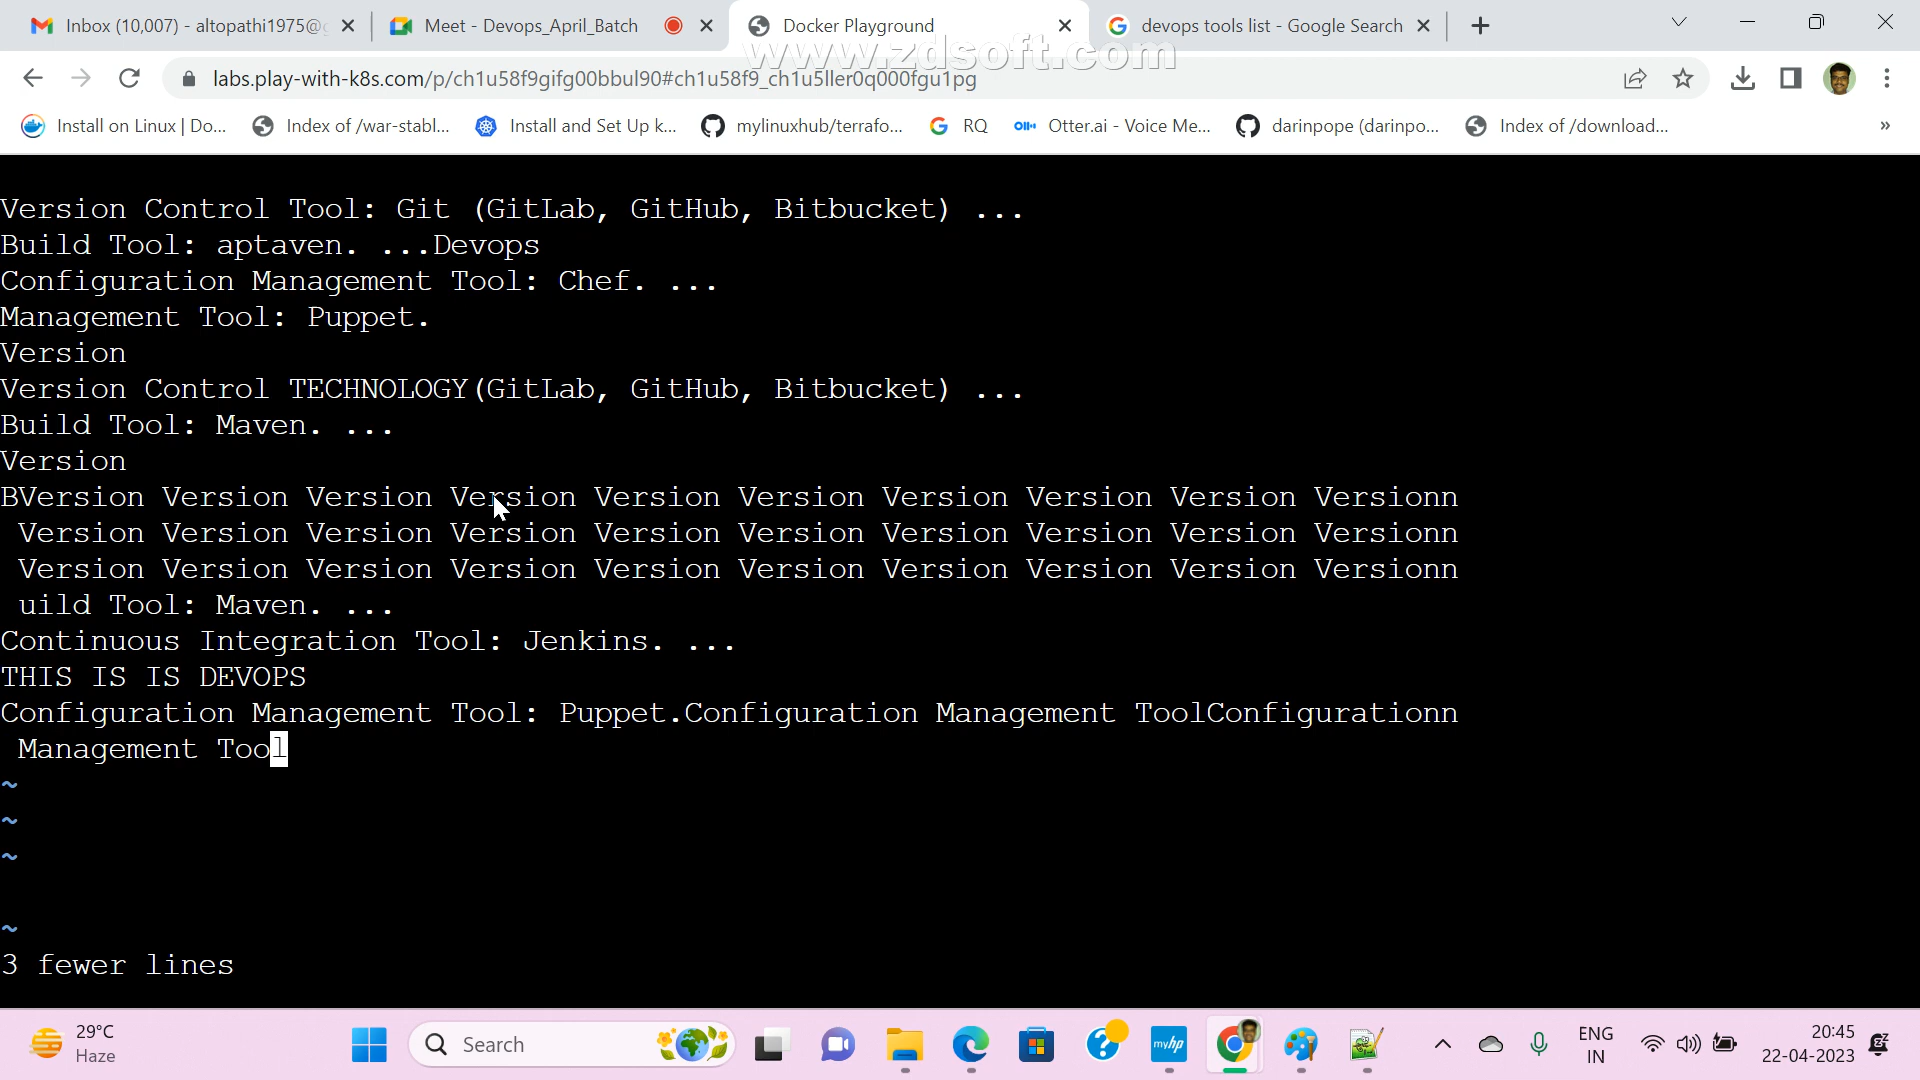 Inbox (10,007) - altopathi1975@g
Meet - Devops_April_Batch
Docker Playground
devops tools list - Google Search
www.zdsoft.com
labs.play-with-k8s.com/p/ch1u58f9gifg00bbul90#ch1u58f9_ch1u5ller0q000fgu1pg
Install on Linux | Do...
Index of /war-stabl...
Install and Set Up k...
mylinuxhub/terrafo...
RQ
Otter.ai - Voice Me...
darinpope (darinpo...
Index of /download...
»
Version Control Tool: Git (GitLab, GitHub, Bitbucket) ...
Build Tool: aptaven. ...Devops
Configuration Management Tool: Chef. ...
Management Tool: Puppet.
Version
Version Control TECHNOLOGY(GitLab, GitHub, Bitbucket) ...
Build Tool: Maven. ...
Version
BVersion Version Version Version Version Version Version Version Version Versionn
Version Version Version Version Version Version Version Version Version Versionn
Version Version Version Version Version Version Version Version Version Versionn
uild Tool: Maven. ...
Continuous Integration Tool: Jenkins. ...
THIS IS IS DEVOPS
Configuration Management Tool: Puppet.Configuration Management ToolConfigurationn
Management Tool
~
~
~
~
3 fewer lines
29°C
Haze
Search
myhp
ENG
IN
20:45
22-04-2023